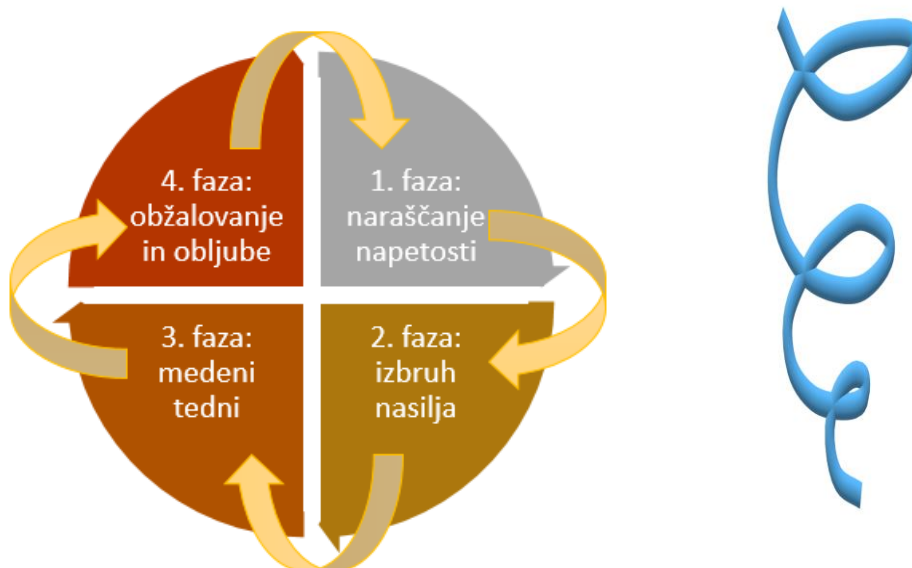 1. faza:
naraščanje
napetosti
2. faza:
izbruh
nasilja
3. faza:
medeni
tedni
4. faza:
obžalovanje
in obljube